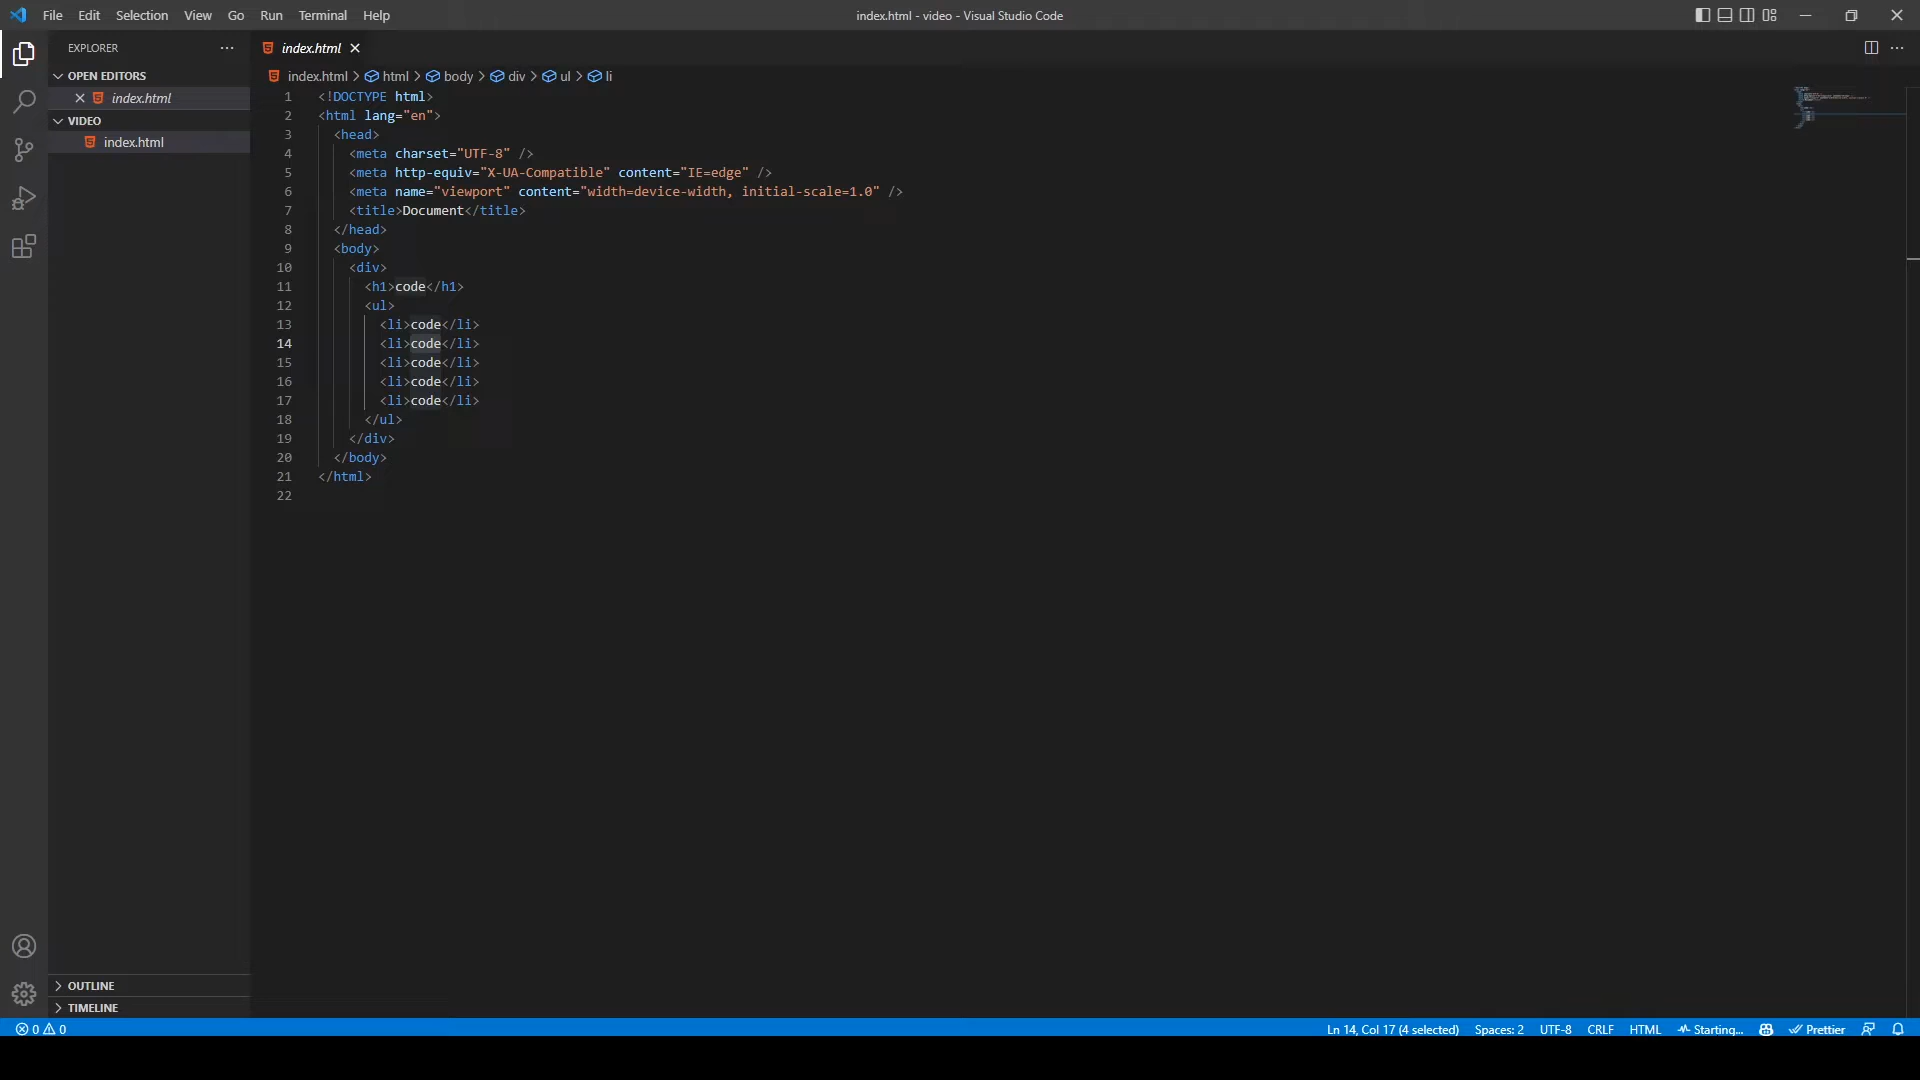 File Edit Selection View Go Run Terminal Help
index.html - video - Visual Studio Code
EXPLORER
OPEN EDITORS
index.html
VIDEO
index.html
OUTLINE
TIMELINE
index.html
index.html > html > body > div > ul > li
1 <!DOCTYPE html>
2 <html lang="en">
3 <head>
4 <meta charset="UTF-8" />
5 <meta http-equiv="X-UA-Compatible" content="IE=edge" />
6 <meta name="viewport" content="width=device-width, initial-scale=1.0" />
7 <title>Document</title>
8 </head>
9 <body>
10 <div>
11 <h1>code</h1>
12 <ul>
13 <li>code</li>
14 <li>code</li>
15 <li>code</li>
16 <li>code</li>
17 <li>code</li>
18 </ul>
19 </div>
20 </body>
21 </html>
22
0 0
Ln 14, Col 17 (4 selected) Spaces: 2 UTF-8 CRLF HTML Starting... Prettier